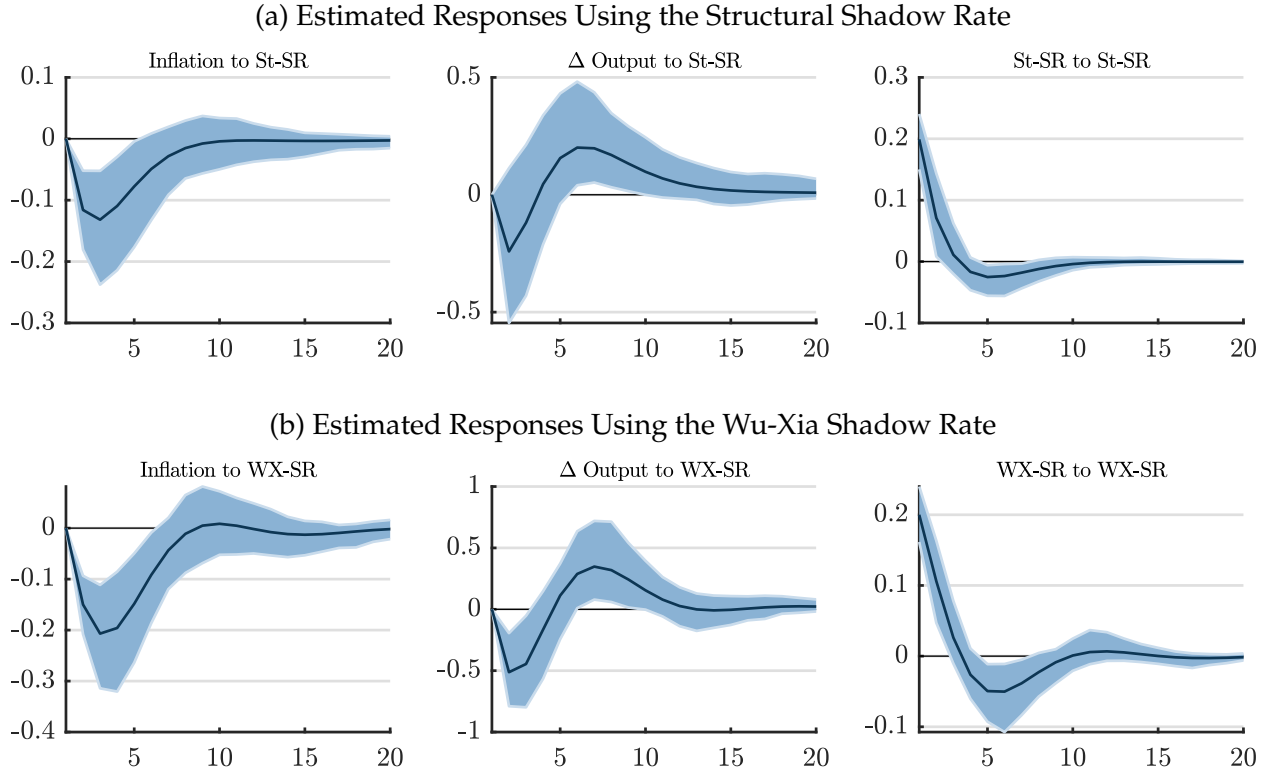 (a) Estimated Responses Using the Structural Shadow Rate
Inflation to St-SR
Δ Output to St-SR
St-SR to St-SR
0.1
0
-0.1
-0.2
-0.3
5 10 15 20
0.5
0
-0.5
5 10 15 20
0.3
0.2
0.1
0
-0.1
5 10 15 20
(b) Estimated Responses Using the Wu-Xia Shadow Rate
Inflation to WX-SR
Δ Output to WX-SR
WX-SR to WX-SR
0
-0.1
-0.2
-0.3
-0.4
5 10 15 20
1
0.5
0
-0.5
-1
5 10 15 20
0.2
0.1
0
-0.1
5 10 15 20